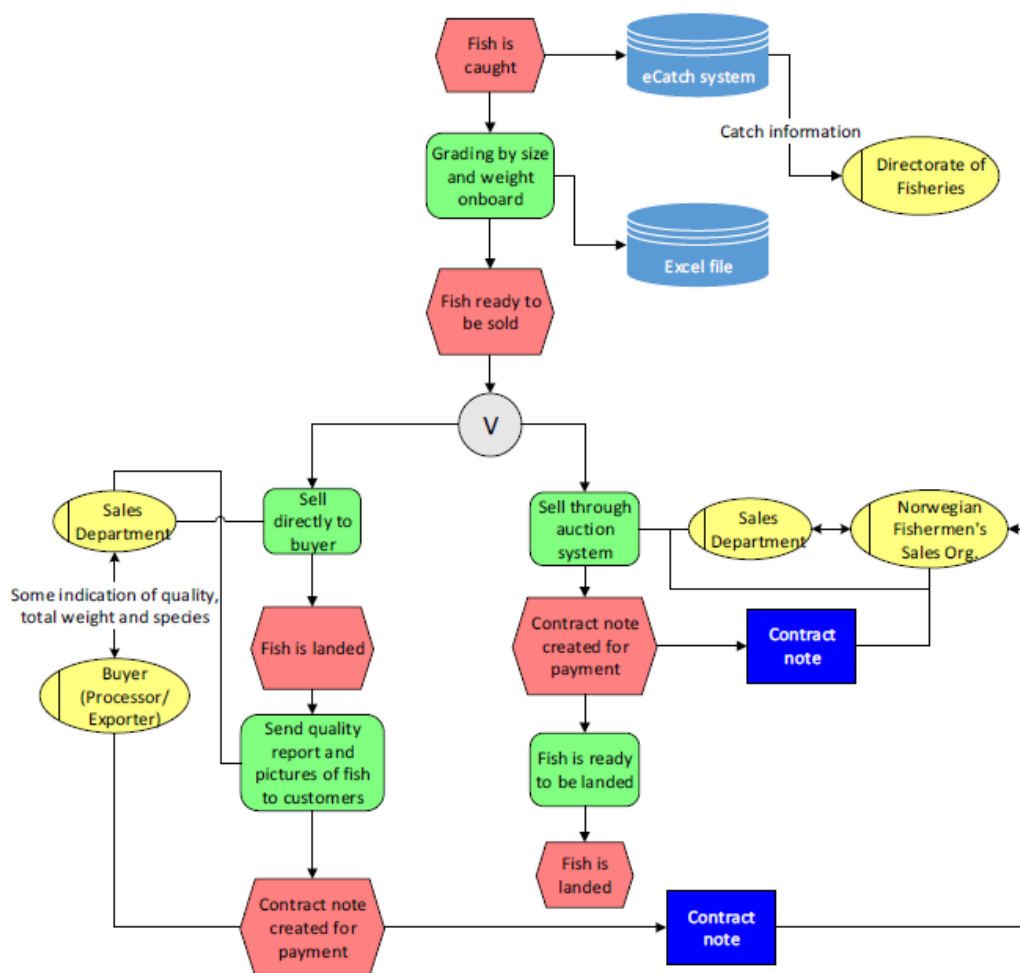 Fish is
caught
eCatch system
Catch information
Directorate of
Fisheries
Grading by size
and weight
onboard
Excel file
Fish ready to
be sold
V
Sales
Department
Sell
directly to
buyer
Sell through
auction
system
Sales
Department
Norwegian
Fishermen's
Sales Org.
Some indication of quality,
total weight and species
Fish is landed
Contract note
created for
payment
Contract
note
Buyer
(Processor/
Exporter)
Send quality
report and
pictures of fish
to customers
Fish is ready
to be landed
Fish is
landed
Contract note
created for
payment
Contract
note